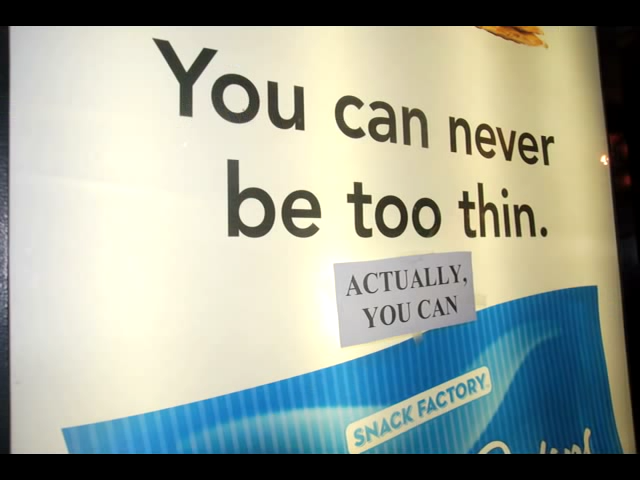 You can never
be too thin.
ACTUALLY,
YOU CAN
SNACK FACTORY